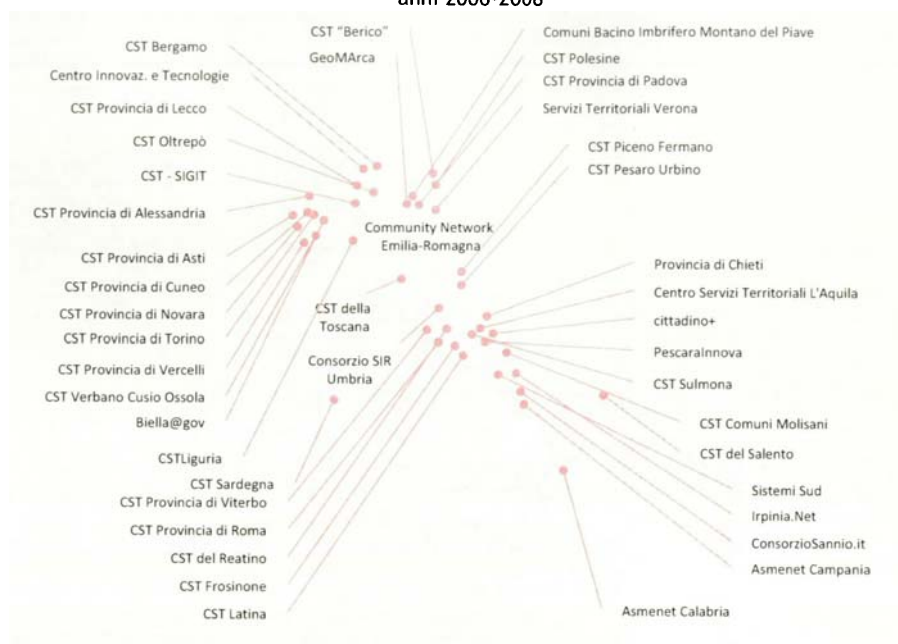 anni 2006-2008
CST "Berico"
GeoMArca
CST Bergamo
Centro Innovaz. e Tecnologie
CST Provincia di Lecco
CST Oltrepò
CST - SIGIT
CST Provincia di Alessandria
CST Provincia di Asti
CST Provincia di Cuneo
CST Provincia di Novara
CST Provincia di Torino
CST Provincia di Vercelli
CST Verbano Cusio Ossola
Biella@gov
CSTLiguria
CST Sardegna
CST Provincia di Viterbo
CST Provincia di Roma
CST del Reatino
CST Frosinone
CST Latina
Community Network
Emilia-Romagna
CST della
Toscana
Consorzio SIR
Umbria
Comuni Bacino Imbrifero Montano del Piave
CST Polesine
CST Provincia di Padova
Servizi Territoriali Verona
CST Piceno Fermano
CST Pesaro Urbino
Provincia di Chieti
Centro Servizi Territoriali L'Aquila
cittadino+
PescaraInnova
CST Sulmona
CST Comuni Molisani
CST del Salento
Sistemi Sud
Irpinia.Net
ConsorzioSannio.it
Asmenet Campania
Asmenet Calabria